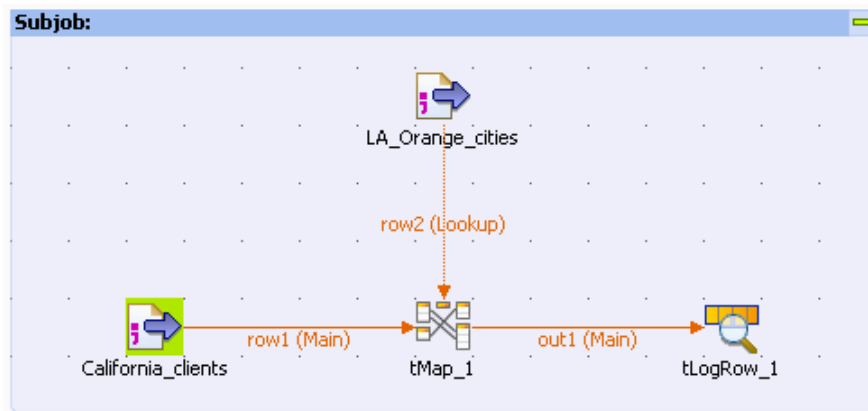 Subjob:
LA_Orange_cities
row2 (Lookup)
row1 (Main)
out1 (Main)
California_clients
tMap_1
tLogRow_1